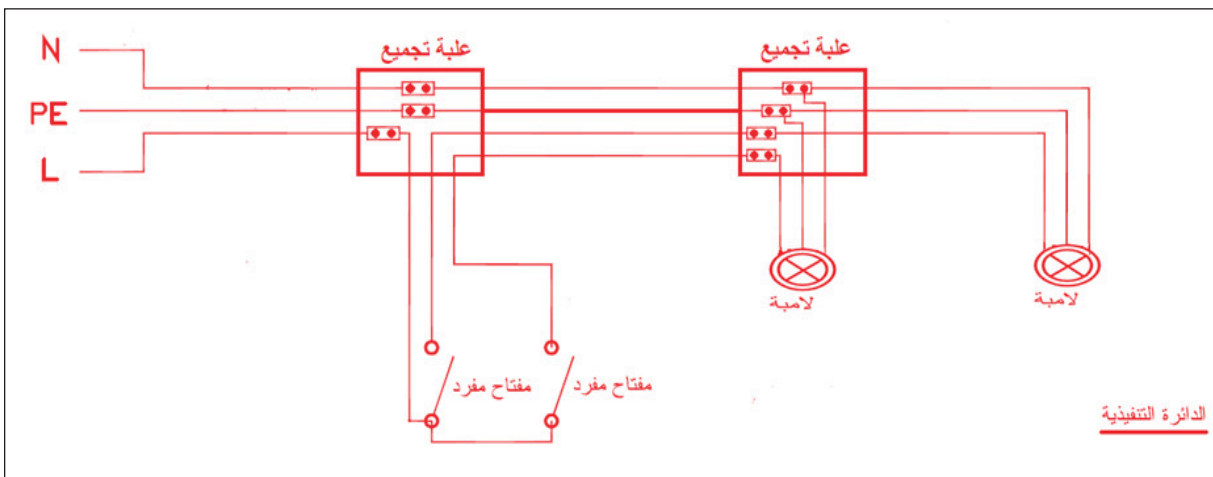 N
علبة تجميع
علبة تجميع
PE
L
لامبة
لامبة
مفتاح مفرد
مفتاح مفرد
الدائرة التنفيذية